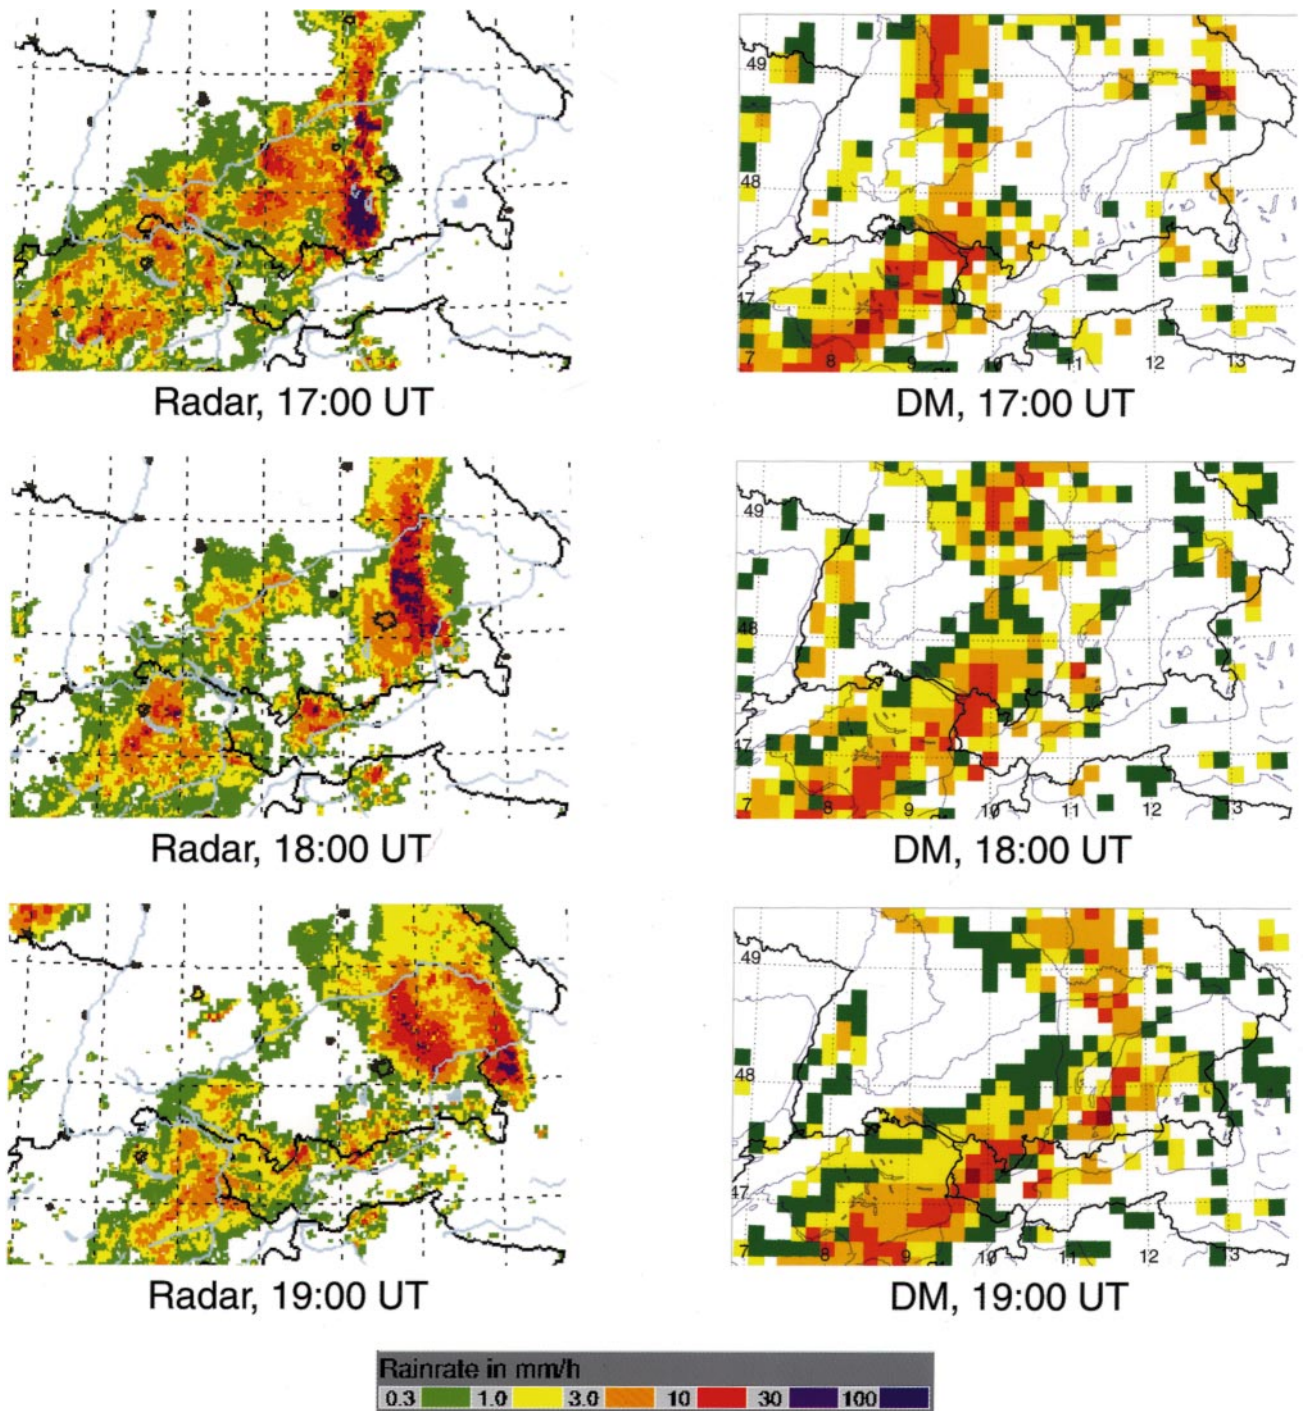 49
48
47
7 8 9 10 11 12 13
Radar, 17:00 UT
DM, 17:00 UT
49
48
47
7 8 9 10 11 12 13
Radar, 18:00 UT
DM, 18:00 UT
49
48
47
7 8 9 10 11 12 13
Radar, 19:00 UT
DM, 19:00 UT
Rainrate in mm/h
0.3 1.0 3.0 10 30 100